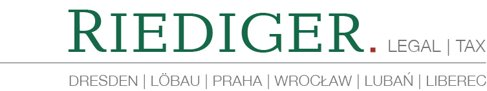 RIEDIGER. LEGAL | TAX
DRESDEN | LÖBAU | PRAHA | WROCŁAW | LUBAŃ | LIBEREC